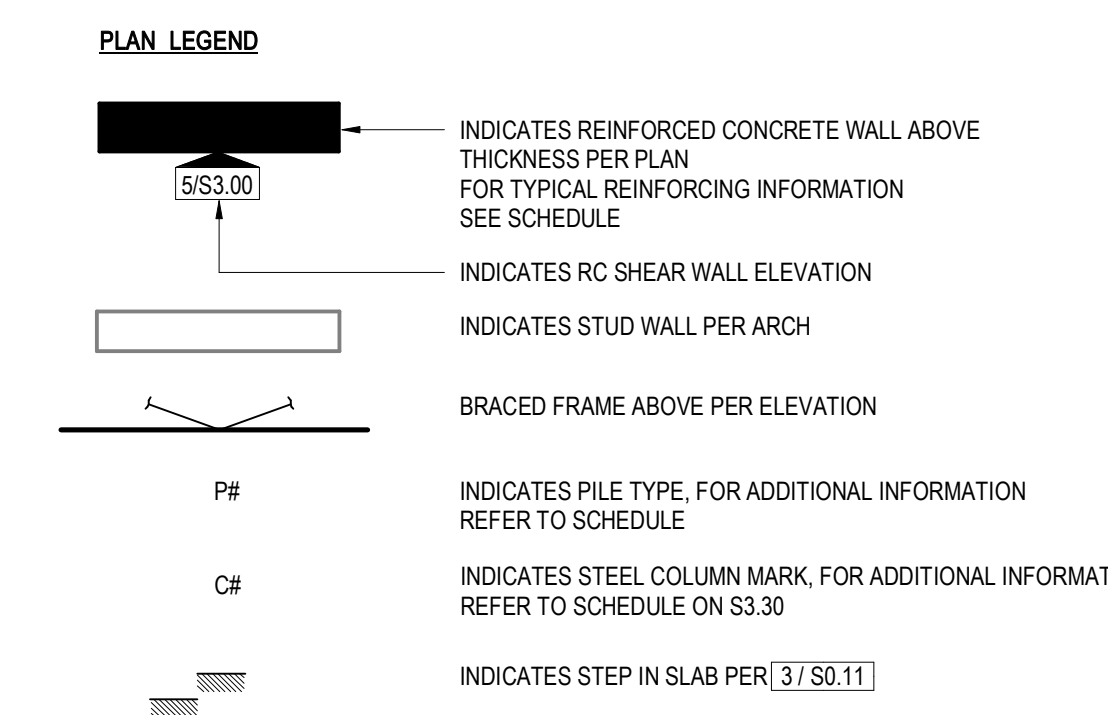 PLAN LEGEND
INDICATES REINFORCED CONCRETE WALL ABOVE
THICKNESS PER PLAN
5/S3.00
FOR TYPICAL REINFORCING INFORMATION
SEE SCHEDULE
INDICATES RC SHEAR WALL ELEVATION
INDICATES STUD WALL PER ARCH
BRACED FRAME ABOVE PER ELEVATION
P#
INDICATES PILE TYPE, FOR ADDITIONAL INFORMATION
REFER TO SCHEDULE
C#
INDICATES STEEL COLUMN MARK, FOR ADDITIONAL INFORMAT
REFER TO SCHEDULE ON S3.30
INDICATES STEP IN SLAB PER 3 / S0.11